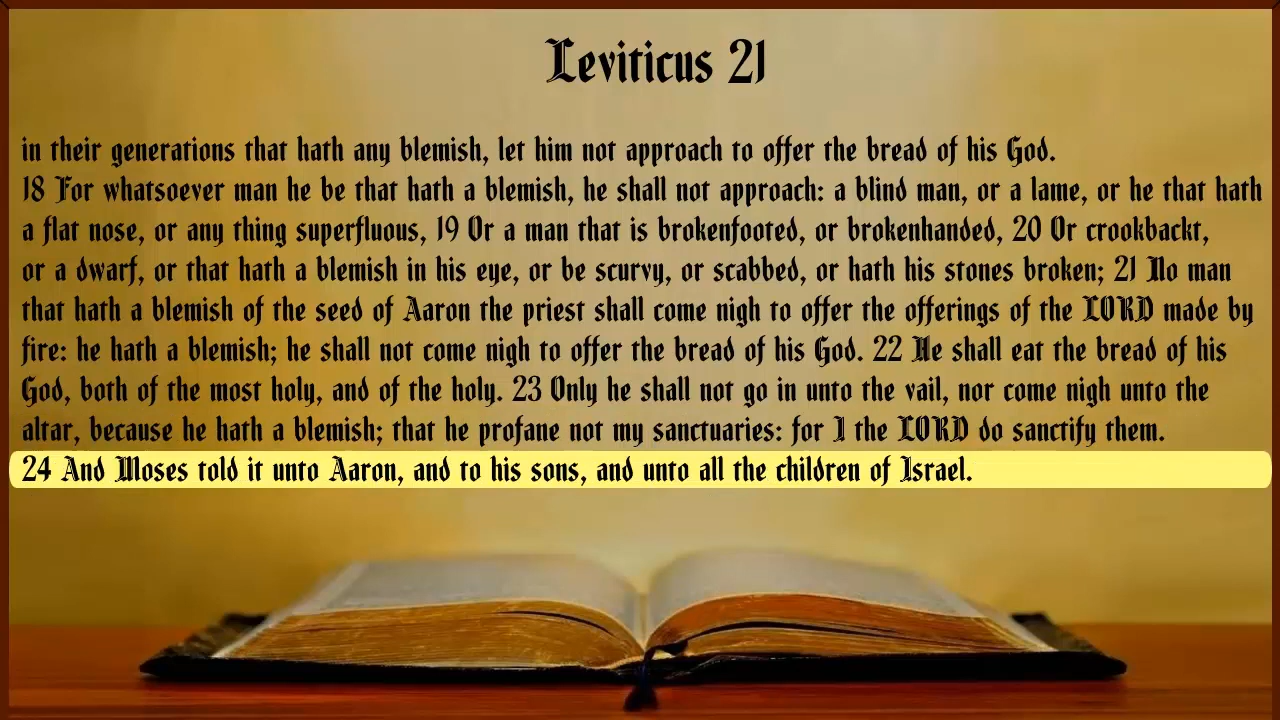 Leviticus 21
in their generations that hath any blemish, let him not approach to offer the bread of his God.
18 For whatsoever man he be that hath a blemish, he shall not approach: a blind man, or a lame, or he that hath
a flat nose, or any thing superfluous, 19 Or a man that is brokenfooted, or brokenhanded, 20 Or crookbackt,
or a dwarf, or that hath a blemish in his eye, or be scurvy, or scabbed, or hath his stones broken; 21 No man
that hath a blemish of the seed of Aaron the priest shall come nigh to offer the offerings of the LORD made by
fire: he hath a blemish; he shall not come nigh to offer the bread of his God. 22 He shall eat the bread of his
God, both of the most holy, and of the holy. 23 Only he shall not go in unto the vail, nor come nigh unto the
altar, because he hath a blemish; that he profane not my sanctuaries: for I the LORD do sanctify them.
24 And Moses told it unto Aaron, and to his sons, and unto all the children of Israel.